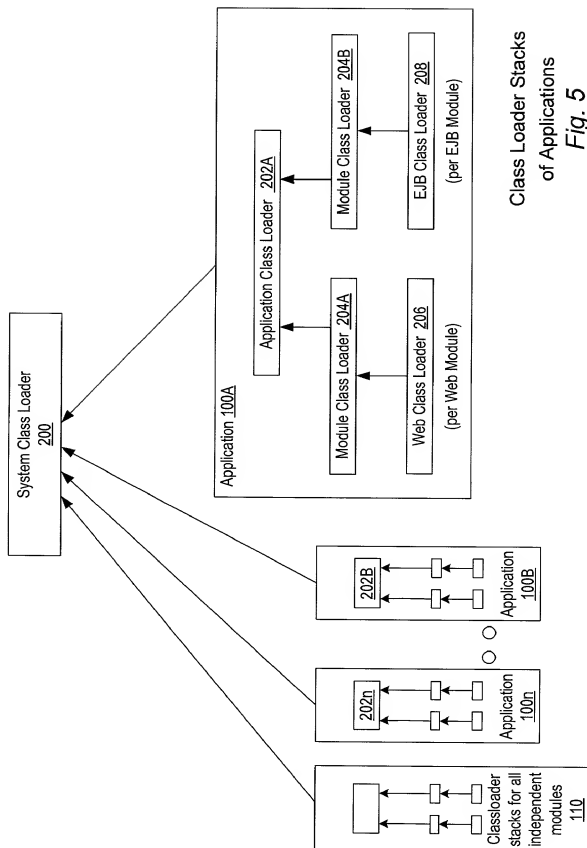 System Class Loader
200
Application 100A
Application Class Loader 202A
Module Class Loader 204A
Module Class Loader 204B
Web Class Loader 206
EJB Class Loader 208
(per Web Module)
(per EJB Module)
202B
Application
100B
202n
Application
100n
Classloader
stacks for all
independent
modules
110
Class Loader Stacks
of Applications
Fig. 5